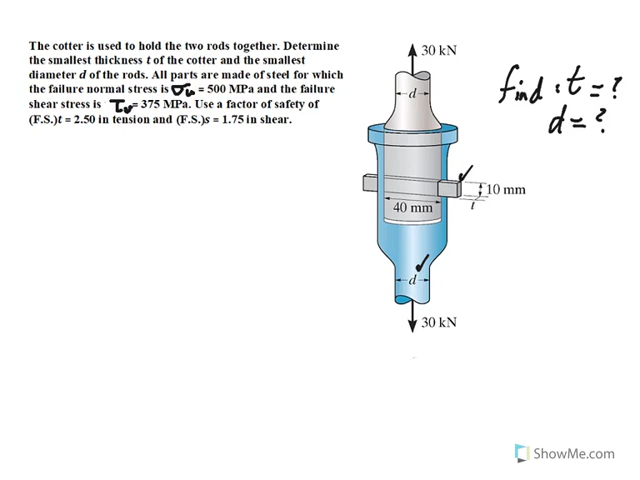 The cotter is used to hold the two rods together. Determine
the smallest thickness t of the cotter and the smallest
diameter d of the rods. All parts are made of steel for which
the failure normal stress is σu = 500 MPa and the failure
shear stress is τu = 375 MPa. Use a factor of safety of
(F.S.)t = 2.50 in tension and (F.S.)s = 1.75 in shear.
30 kN
d
find : t = ?
d = ?
10 mm
40 mm
t
d
30 kN
ShowMe.com